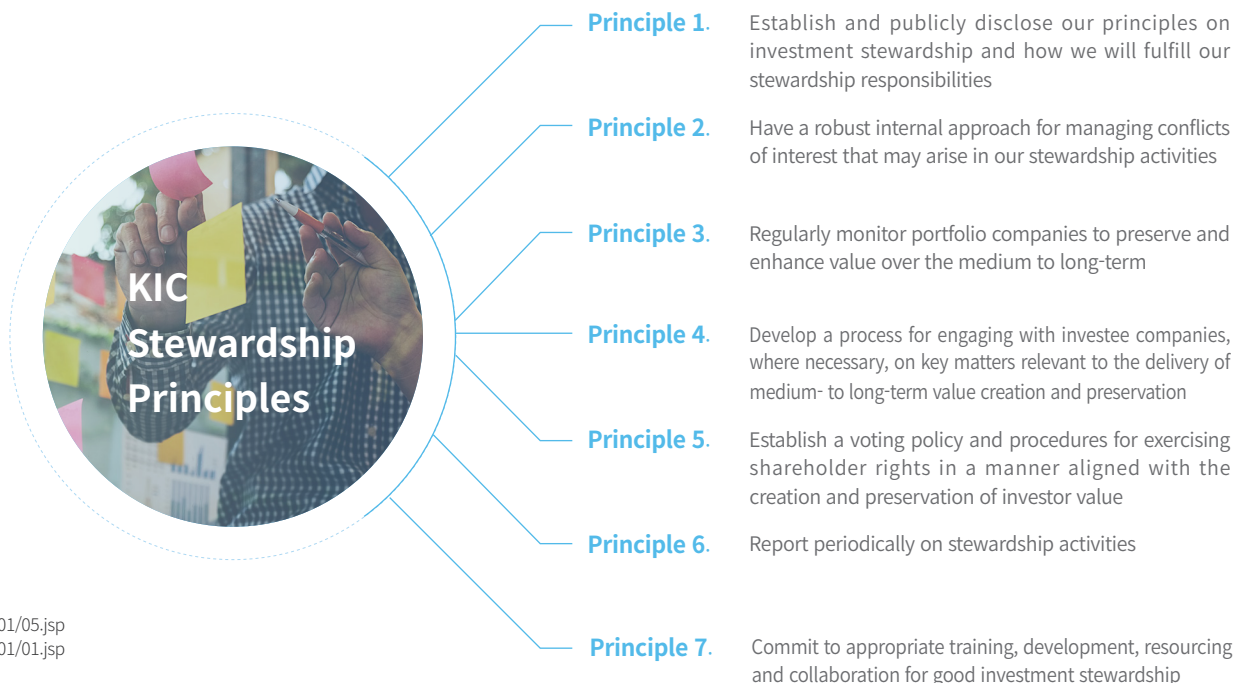 KIC
Stewardship
Principles
Principle 1.
Establish and publicly disclose our principles on
investment stewardship and how we will fulfill our
stewardship responsibilities
Principle 2.
Have a robust internal approach for managing conflicts
of interest that may arise in our stewardship activities
Principle 3.
Regularly monitor portfolio companies to preserve and
enhance value over the medium to long-term
Principle 4.
Develop a process for engaging with investee companies,
where necessary, on key matters relevant to the delivery of
medium- to long-term value creation and preservation
Principle 5.
Establish a voting policy and procedures for exercising
shareholder rights in a manner aligned with the
creation and preservation of investor value
Principle 6.
Report periodically on stewardship activities
Principle 7.
Commit to appropriate training, development, resourcing
and collaboration for good investment stewardship
01/05.jsp
01/01.jsp